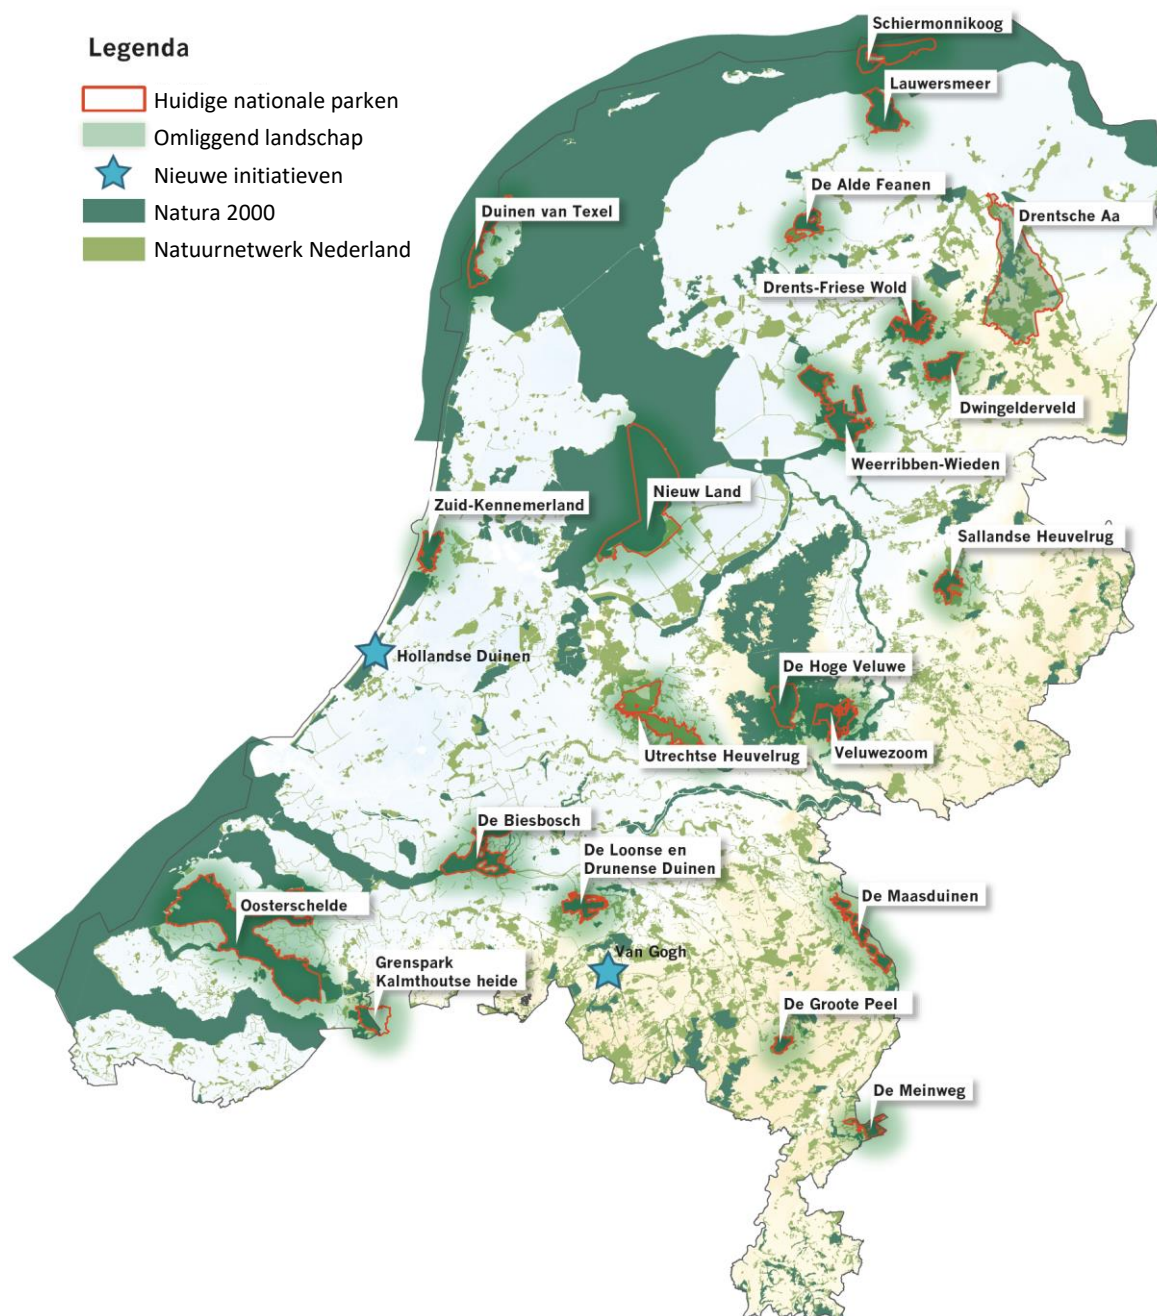 Legenda
Huidige nationale parken
Omliggend landschap
Nieuwe initiatieven
Natura 2000
Natuurnetwerk Nederland
Schiermonnikoog
Lauwersmeer
De Alde Feanen
Duinen van Texel
Drentsche Aa
Drents-Friese Wold
Dwingelderveld
Weerribben-Wieden
Nieuw Land
Zuid-Kennemerland
Sallandse Heuvelrug
Hollandse Duinen
De Hoge Veluwe
Utrechtse Heuvelrug
Veluwezoom
De Biesbosch
De Loonse en
Drunense Duinen
De Maasduinen
Oosterschelde
Van Gogh
Grenspark
Kalmthoutse heide
De Groote Peel
De Meinweg